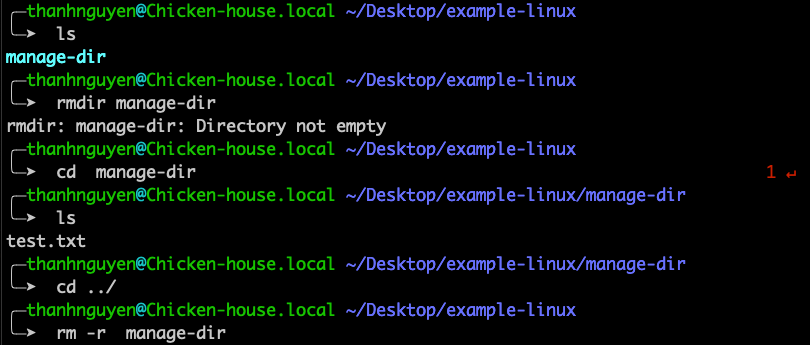 ╭─thanhnguyen@Chicken-house.local ~/Desktop/example-linux
╰─➤  ls
manage-dir
╭─thanhnguyen@Chicken-house.local ~/Desktop/example-linux
╰─➤  rmdir manage-dir
rmdir: manage-dir: Directory not empty
╭─thanhnguyen@Chicken-house.local ~/Desktop/example-linux
╰─➤  cd  manage-dir 1 ↵
╭─thanhnguyen@Chicken-house.local ~/Desktop/example-linux/manage-dir
╰─➤  ls
test.txt
╭─thanhnguyen@Chicken-house.local ~/Desktop/example-linux/manage-dir
╰─➤  cd ../
╭─thanhnguyen@Chicken-house.local ~/Desktop/example-linux
╰─➤  rm -r  manage-dir